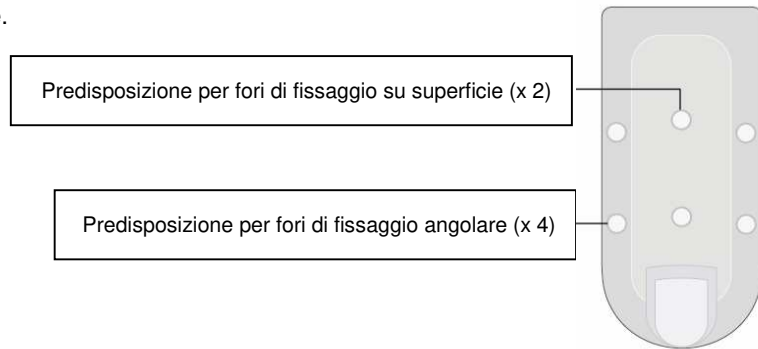 .
Predisposizione per fori di fissaggio su superficie (x 2)
Predisposizione per fori di fissaggio angolare (x 4)